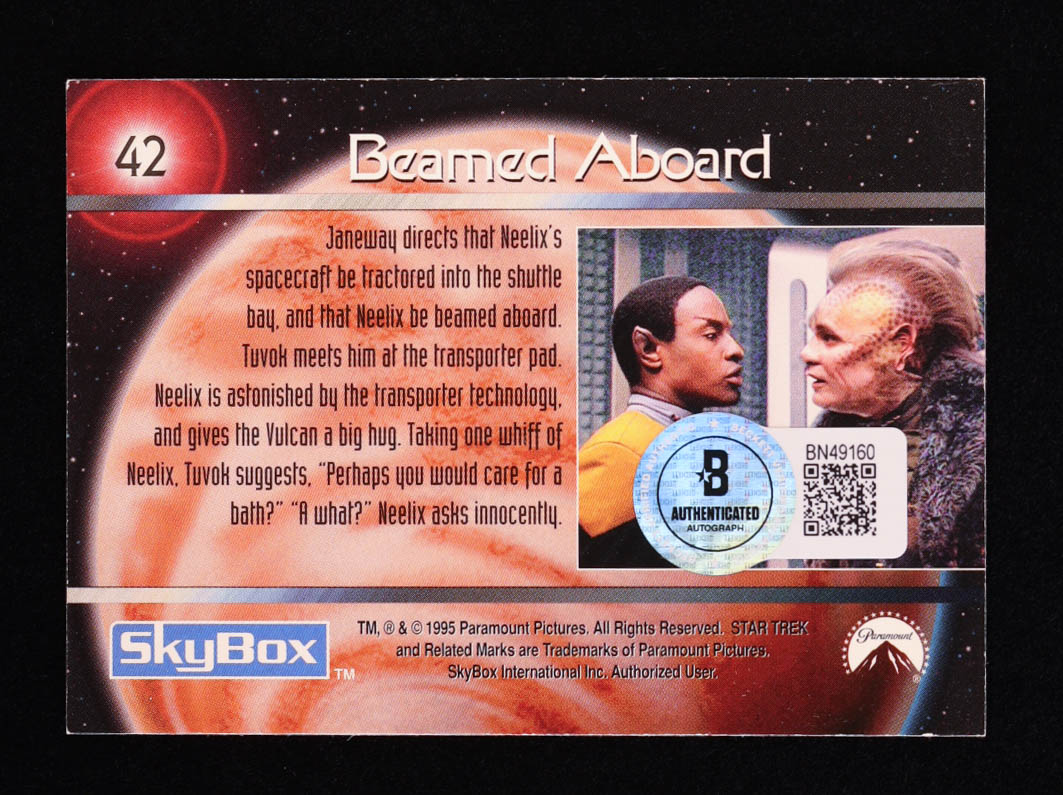 42
Beamed Aboard
Janeway directs that Neelix's
spacecraft be tractored into the shuttle
bay, and that Neelix be beamed aboard.
Tuvok meets him at the transporter pad.
Neelix is astonished by the transporter technology,
and gives the Vulcan a big hug. Taking one whiff of
Neelix, Tuvok suggests, "Perhaps you would care for a
bath?" "A what?" Neelix asks innocently.
B
AUTHENTICATED
AUTOGRAPH
BN49160
SkyBox
TM
TM, ® & © 1995 Paramount Pictures. All Rights Reserved. STAR TREK
and Related Marks are Trademarks of Paramount Pictures.
SkyBox International Inc. Authorized User.
Paramount
®